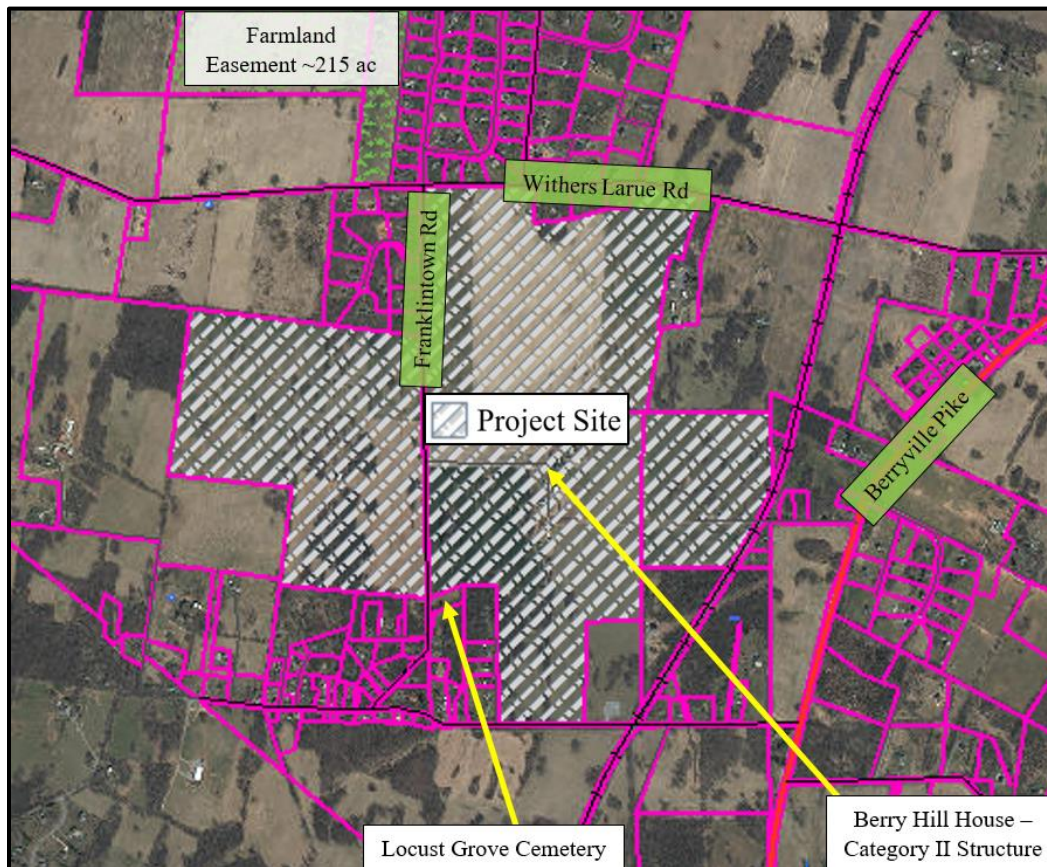 Farmland
Easement ~215 ac
Withers Larue Rd
Franklintown Rd
Project Site
Berryville Pike
Locust Grove Cemetery
Berry Hill House –
Category II Structure